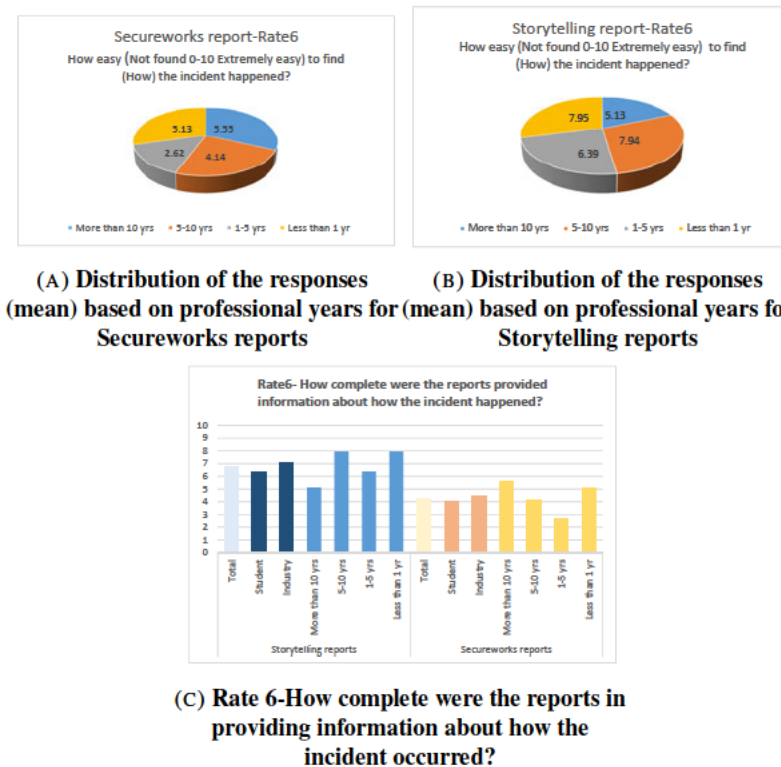 Secureworks report-Rate6
How easy (Not found 0-10 Extremely easy) to find
(How) the incident happened?
5.13
5.55
2.62
4.14
More than 10 yrs 5-10 yrs 1-5 yrs Less than 1 yr
Storytelling report-Rate6
How easy (Not found 0-10 Extremely easy) to find
(How) the incident happened?
7.95
5.13
6.39
7.94
More than 10 yrs 5-10 yrs 1-5 yrs Less than 1 yr
(A) Distribution of the responses
(mean) based on professional years for
Secureworks reports
(B) Distribution of the responses
(mean) based on professional years fo
Storytelling reports
Rate6- How complete were the reports provided
information about how the incident happened?
10
9
8
7
6
5
4
3
2
1
0
Total
Student
Industry
More than 10 yrs
5-10 yrs
1-5 yrs
Less than 1 yr
Total
Student
Industry
More than 10 yrs
5-10 yrs
1-5 yrs
Less than 1 yr
Storytelling reports
Secureworks reports
(C) Rate 6-How complete were the reports in
providing information about how the
incident occurred?